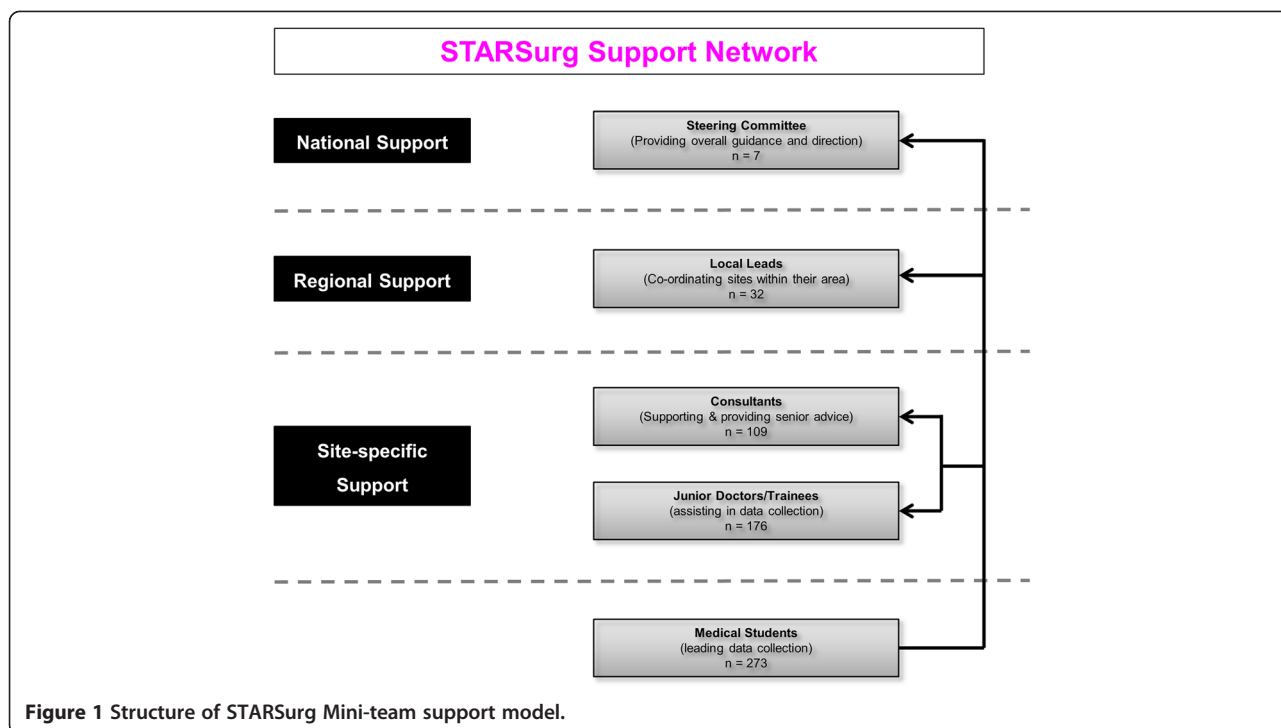 STARSurg Support Network
National Support
Steering Committee
(Providing overall guidance and direction)
n = 7
Regional Support
Local Leads
(Co-ordinating sites within their area)
n = 32
Site-specific
Support
Consultants
(Supporting & providing senior advice)
n = 109
Junior Doctors/Trainees
(assisting in data collection)
n = 176
Medical Students
(leading data collection)
n = 273
Figure 1 Structure of STARSurg Mini-team support model.